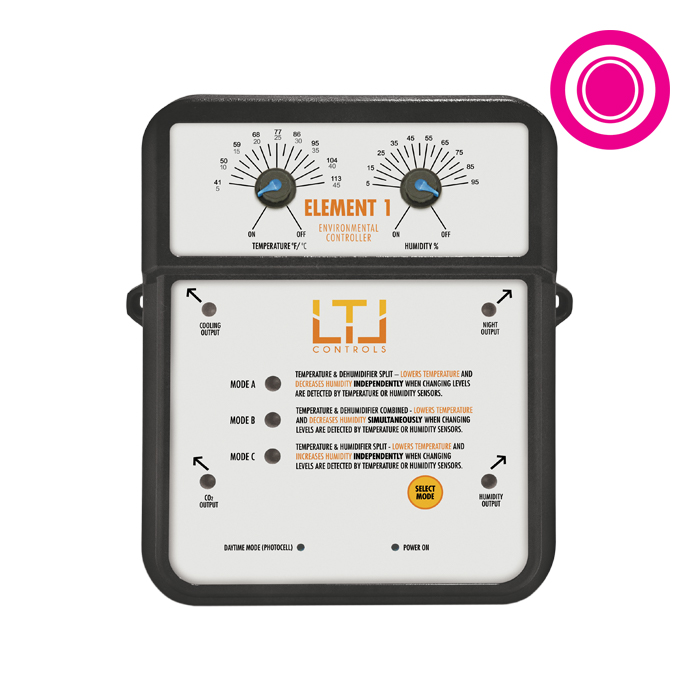 77
25
68
20
86
30
59
15
95
35
50
10
104
40
41
5
113
45
ON
OFF
TEMPERATURE °F/°C
45
55
35
65
25
75
15
85
5
95
ON
OFF
HUMIDITY %
ELEMENT 1
ENVIRONMENTAL
CONTROLLER
COOLING
OUTPUT
NIGHT
OUTPUT
LTL
CONTROLS
MODE A
TEMPERATURE & DEHUMIDIFIER SPLIT – LOWERS TEMPERATURE AND
DECREASES HUMIDITY INDEPENDENTLY WHEN CHANGING LEVELS
ARE DETECTED BY TEMPERATURE OR HUMIDITY SENSORS.
MODE B
TEMPERATURE & DEHUMIDIFIER COMBINED - LOWERS TEMPERATURE
AND DECREASES HUMIDITY SIMULTANEOUSLY WHEN CHANGING
LEVELS ARE DETECTED BY TEMPERATURE OR HUMIDITY SENSORS.
MODE C
TEMPERATURE & HUMIDIFIER SPLIT - LOWERS TEMPERATURE AND
INCREASES HUMIDITY INDEPENDENTLY WHEN CHANGING
LEVELS ARE DETECTED BY TEMPERATURE OR HUMIDITY SENSORS.
CO₂
OUTPUT
SELECT
MODE
HUMIDITY
OUTPUT
DAYTIME MODE (PHOTOCELL)
POWER ON